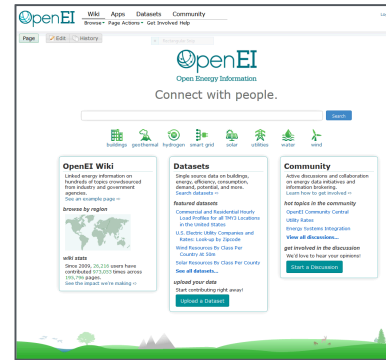 OpenEI
Wiki Apps Datasets Community
Browse Page Actions Get Involved Help
Page Edit History
OpenEI
Open Energy Information
Connect with people.
Search
buildings geothermal hydrogen smart grid solar utilities water wind
OpenEI Wiki
Linked energy information on
hundreds of topics crowdsourced
from industry and government
agencies.
See an example page
browse by region
wiki stats
Since 2009, 26,216 users have
contributed 973,033 times across
195,796 pages.
See the impact we're making
Datasets
Single source data on buildings,
energy, efficiency, consumption,
demand, potential, and more.
Search datasets
featured datasets
Commercial and Residential Hourly
Load Profiles for all TMY3 Locations
in the United States
U.S. Electric Utility Companies and
Rates: Look-up by Zipcode
Wind Resources By Class Per
Country At 50m
Solar Resources By Class Per Country
See all datasets...
upload your data
Start contributing right away!
Upload a Dataset
Community
Active discussions and collaboration
on energy data initiatives and
information brokering.
Learn how to get involved
hot topics in the community
OpenEI Community Central
Utility Rates
Energy Systems Integration
View all discussions...
get involved in the discussion
We'd love to hear your opinions!
Start a Discussion